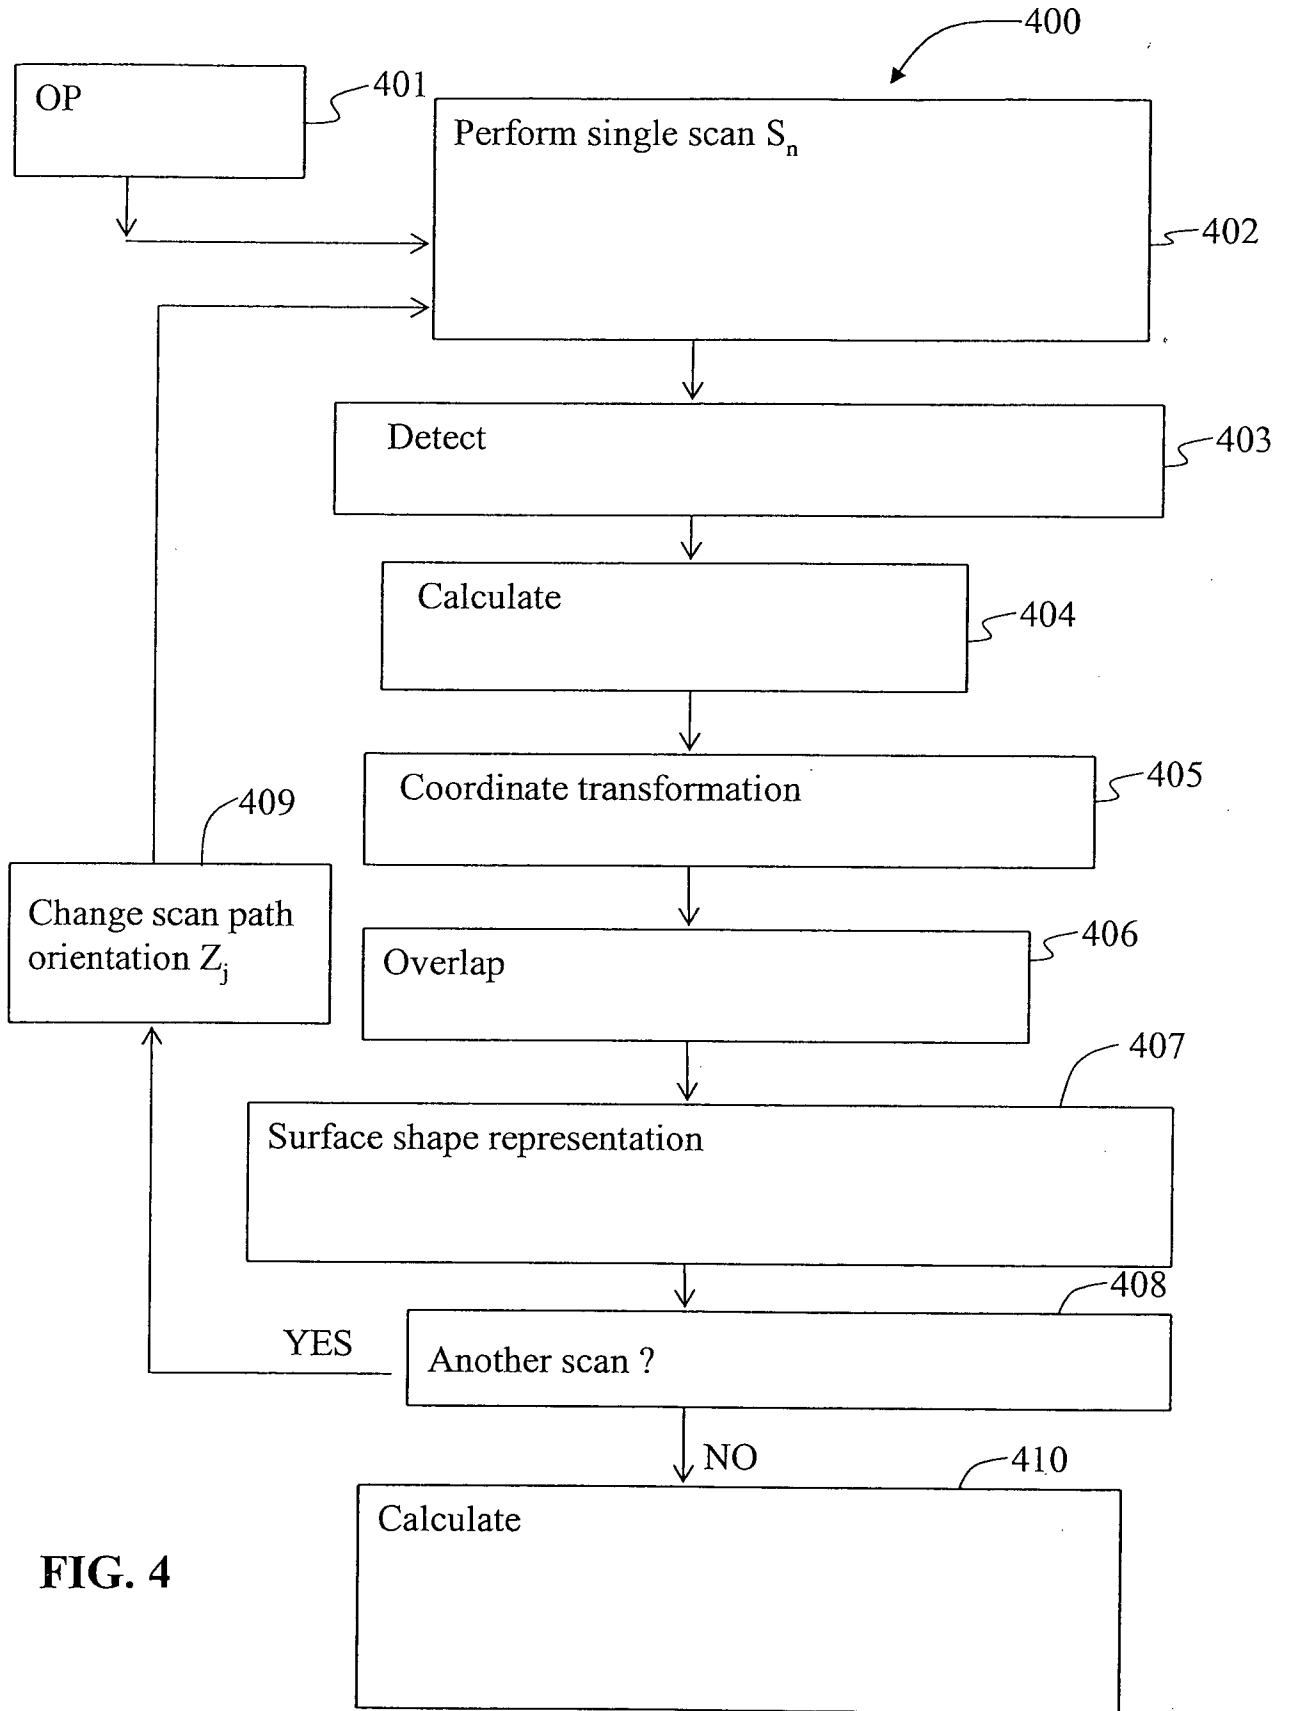 400
OP
401
Perform single scan Sn
402
Detect
403
Calculate
404
Coordinate transformation
405
409
Change scan path
orientation Zj
Overlap
406
407
Surface shape representation
408
YES
Another scan ?
NO
410
Calculate
FIG. 4